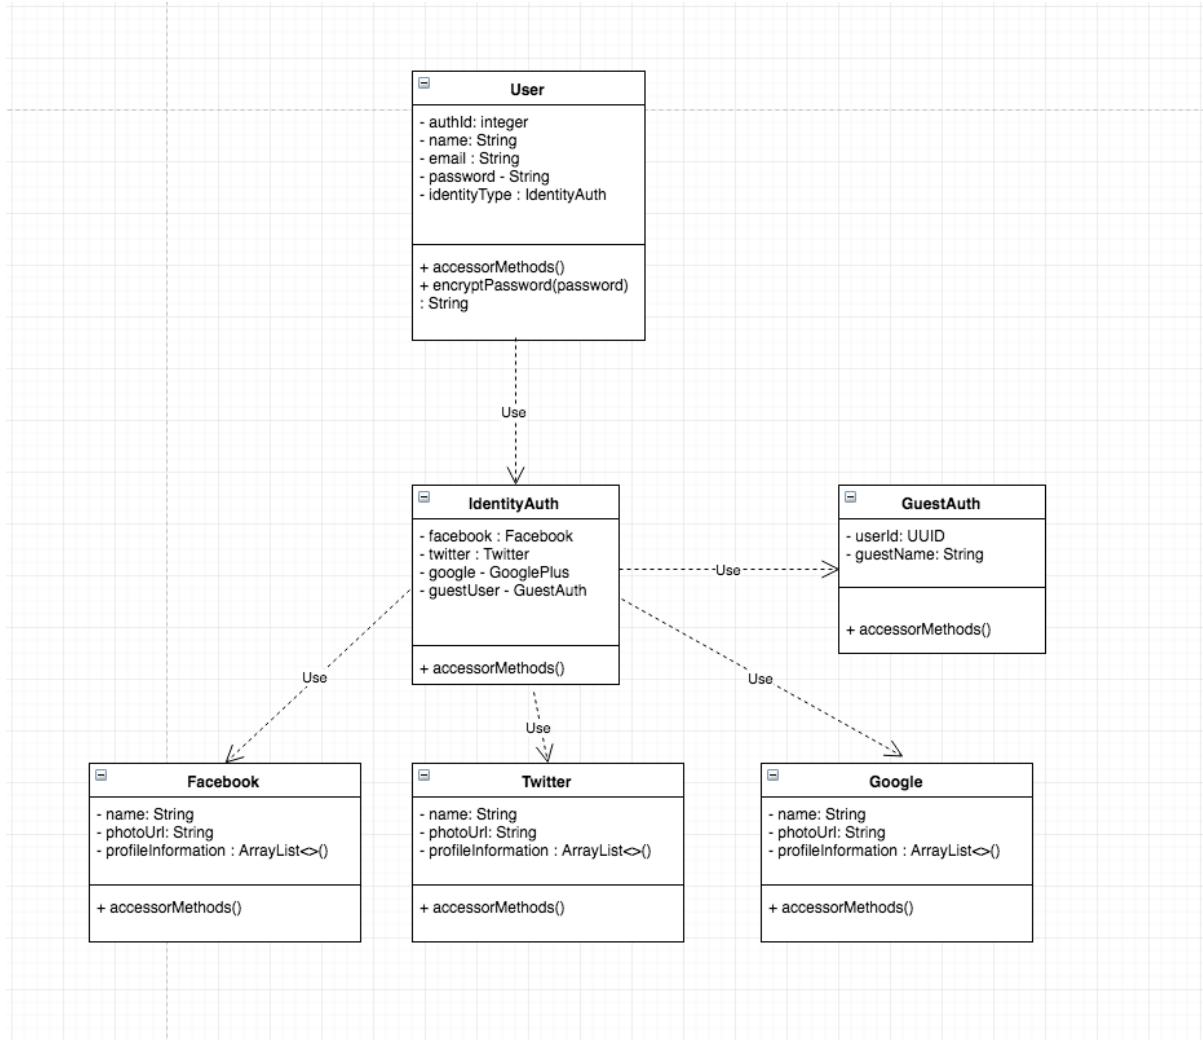 User
- authId: integer
- name: String
- email : String
- password - String
- identityType : IdentityAuth
+ accessorMethods()
+ encryptPassword(password)
: String
Use
IdentityAuth
- facebook : Facebook
- twitter : Twitter
- google - GooglePlus
- guestUser - GuestAuth
+ accessorMethods()
Use
GuestAuth
- userId: UUID
- guestName: String
+ accessorMethods()
Use
Use
Use
Facebook
- name: String
- photoUrl: String
- profileInformation : ArrayList<>()
+ accessorMethods()
Twitter
- name: String
- photoUrl: String
- profileInformation : ArrayList<>()
+ accessorMethods()
Google
- name: String
- photoUrl: String
- profileInformation : ArrayList<>()
+ accessorMethods()